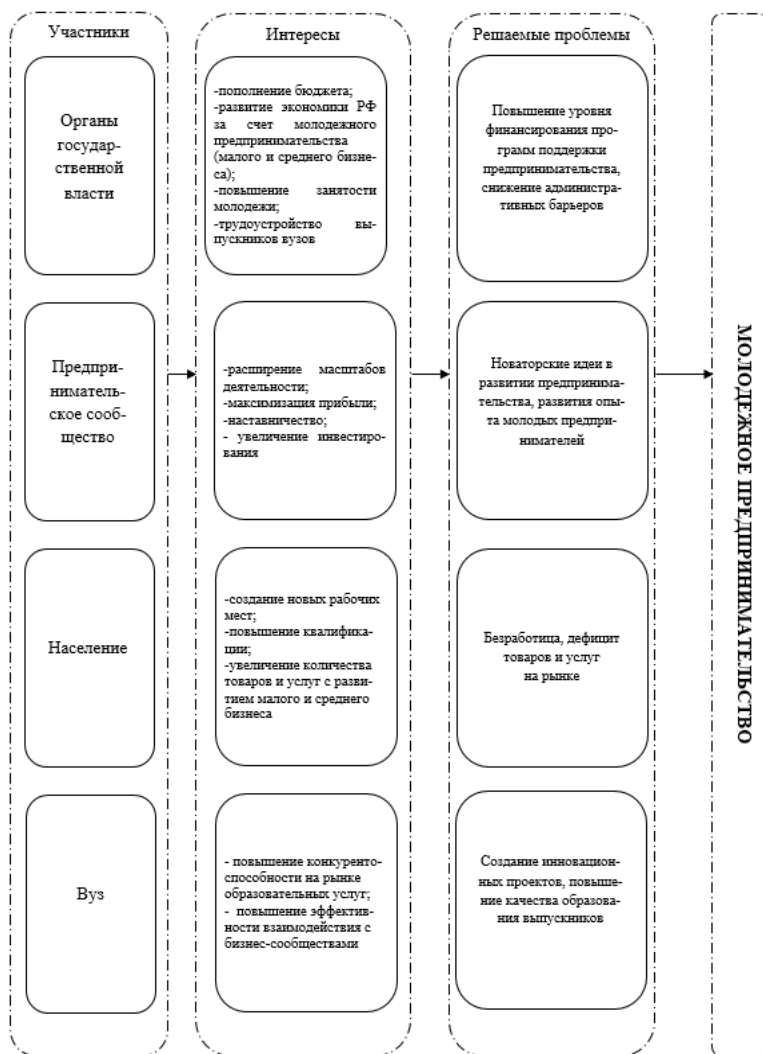 Участники
Органы
государ-
ственной
власти
Предпри-
ниматель-
ское сооб-
щество
Население
Вуз
Интересы
-пополнение бюджета;
-развитие экономики РФ
за счет молодежного
предпринимательства
(малого и среднего бизне-
са);
-повышение занятости
молодежи;
-трудоустройство вы-
пускников вузов
-расширение масштабов
деятельности;
-максимизация прибыли;
-наставничество;
- увеличение инвестиро-
вания
-создание новых рабочих
мест;
-повышение квалифика-
ции;
-увеличение количества
товаров и услуг с разви-
тием малого и среднего
бизнеса
- повышение конкуренто-
способности на рынке
образовательных услуг;
- повышение эффектив-
ности взаимодействия с
бизнес-сообществами
Решаемые проблемы
Повышение уровня
финансирования про-
грамм поддержки
предпринимательства,
снижение администра-
тивных барьеров
Новаторские идеи в
развитии предпринима-
тельства, развития опы-
та молодых предпри-
нимателей
Безработица, дефицит
товаров и услуг
на рынке
Создание инновацион-
ных проектов, повыше-
ние качества образова-
вания выпускников
МОЛОДЕЖНОЕ ПРЕДПРИНИМАТЕЛЬСТВО